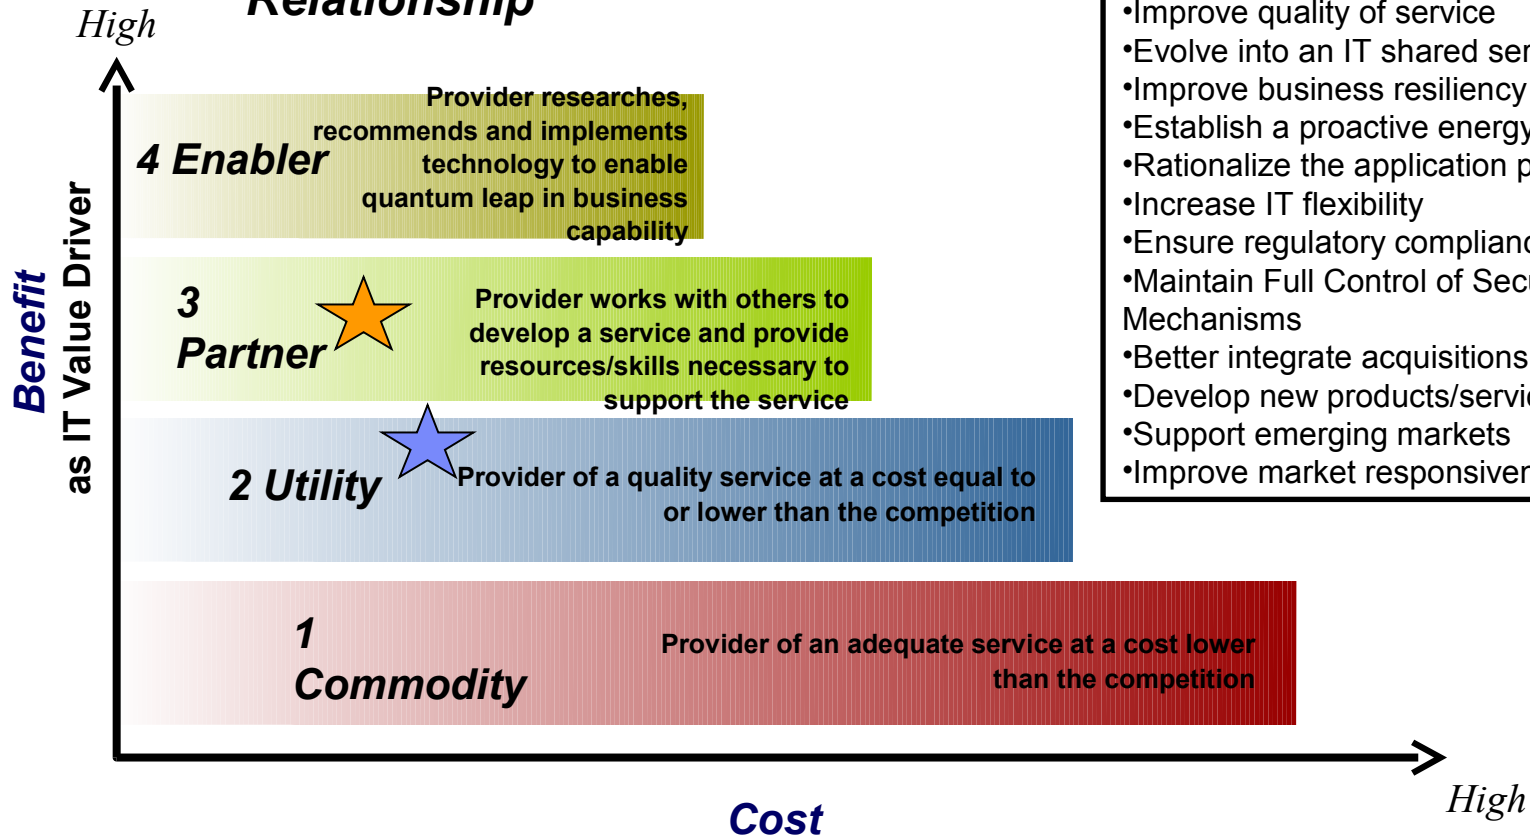 Relationship
High
Provider researches,
recommends and implements
technology to enable
quantum leap in business
capability
4 Enabler
3
Partner
Provider works with others to
develop a service and provide
resources/skills necessary to
support the service
2 Utility
Provider of a quality service at a cost equal to
or lower than the competition
1
Commodity
Provider of an adequate service at a cost lower
than the competition
Benefit
as IT Value Driver
Cost
High
•Improve quality of service
•Evolve into an IT shared
•Improve business resiliency
•Establish a proactive energy
•Rationalize the application
•Increase IT flexibility
•Ensure regulatory
•Maintain Full Control of
Mechanisms
•Better integrate acquisitions
•Develop new
•Support emerging markets
•Improve market